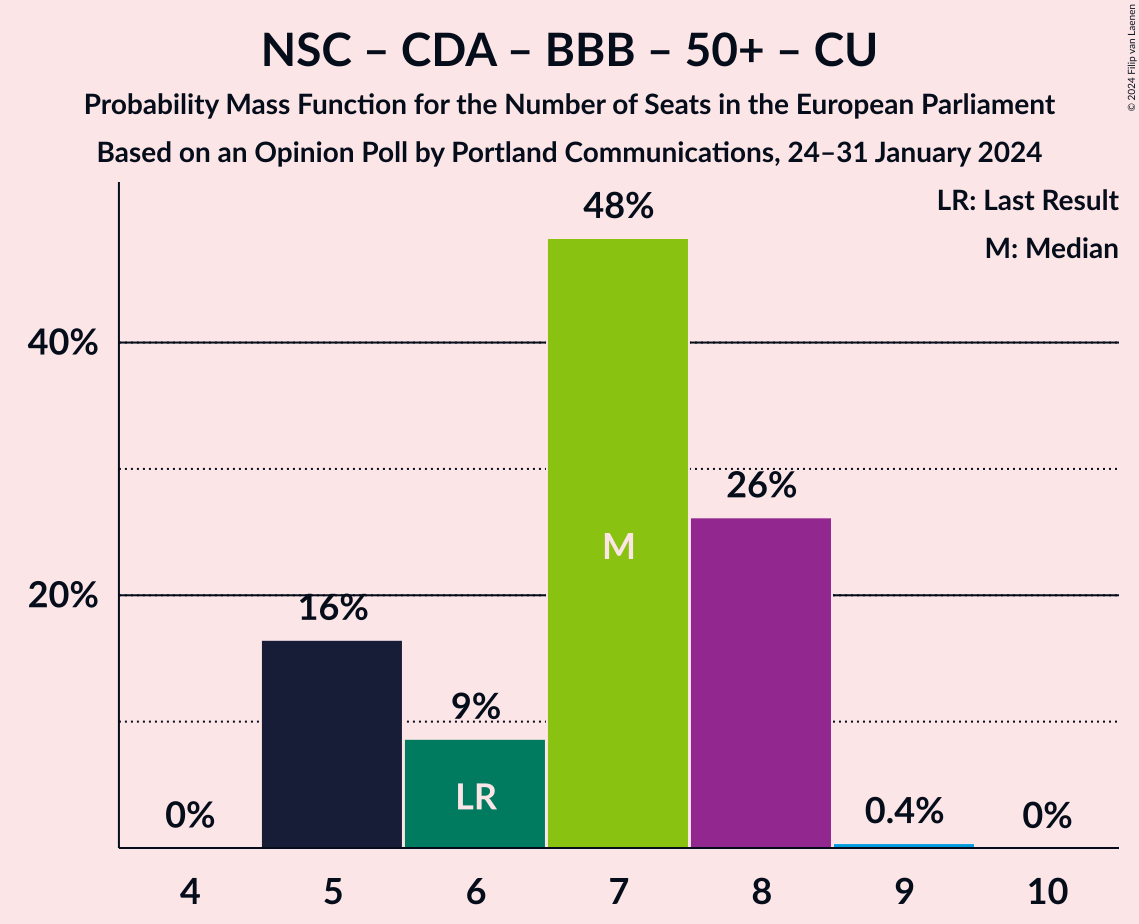 NSC – CDA – BBB – 50+ – CU
Probability Mass Function for the Number of Seats in the European Parliament
Based on an Opinion Poll by Portland Communications, 24–31 January 2024
© 2024 Filip van Laenen
LR: Last Result
M: Median
48%
40%
26%
M
20%
16%
9%
LR
0%
0.4%
0%
4 5 6 7 8 9 10